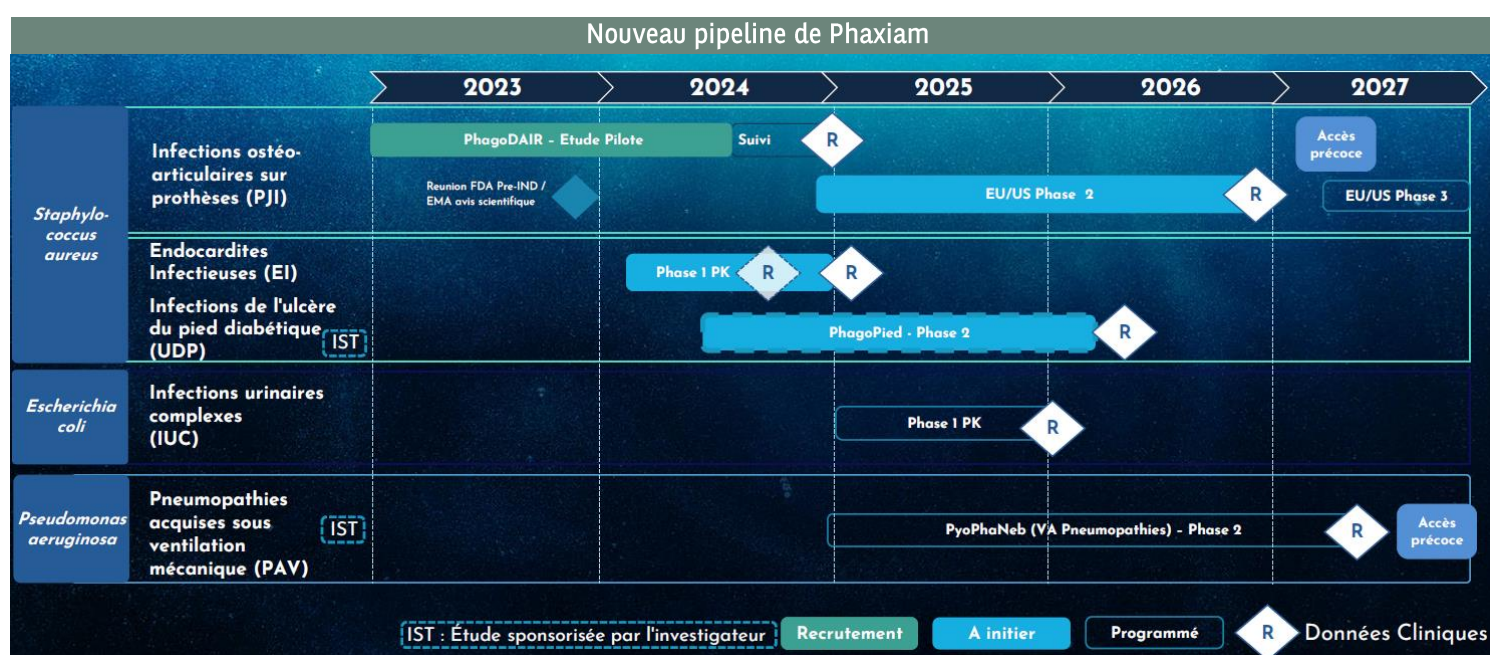 Nouveau pipeline de Phaxiam
2023
2024
2025
2026
2027
Staphylo-
coccus
aureus
Infections ostéo-
articulaires sur
prothèses (PJI)
PhagoDAIR – Etude Pilote
Suivi
R
Accès
précoce
Reunion FDA Pre-IND /
EMA avis scientifique
EU/US Phase 2
R
EU/US Phase 3
Endocardites
Infectieuses (EI)
Phase 1 PK
R
R
Infections de l'ulcère
du pied diabétique
(UDP)
IST
PhagoPied - Phase 2
R
Escherichia
coli
Infections urinaires
complexes
(IUC)
Phase 1 PK
R
Pseudomonas
aeruginosa
Pneumopathies
acquises sous
ventilation
mécanique (PAV)
IST
PyoPhaNeb (VA Pneumopathies) – Phase 2
R
Accès
précoce
IST : Étude sponsorisée par l'investigateur
Recrutement
A initier
Programmé
R
Données Cliniques